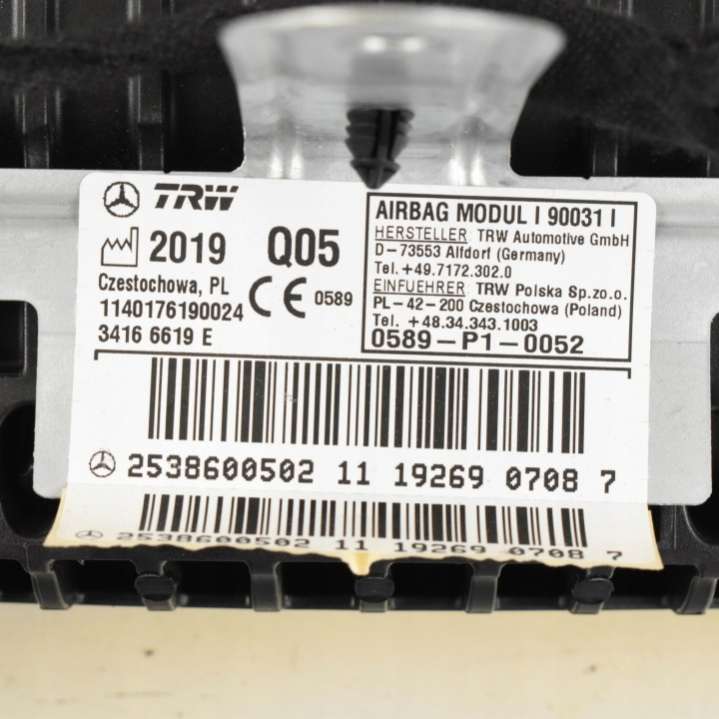 TRW
2019 Q05
Czestochowa, PL
1140176190024
0589
34166619 E
AIRBAG MODUL I 90031 I
HERSTELLER TRW Automotive GmbH
D-73553 Alfdorf (Germany)
Tel.+49.7172.302.0
EINFUEHRER TRW Polska Sp.zo.o.
PL-42-200 Czestochowa (Poland)
Tel. +48.34.343.1003
0589-P1-0052
2538600502 11 19269 0708 7
2538600502 11 19269 0708 7